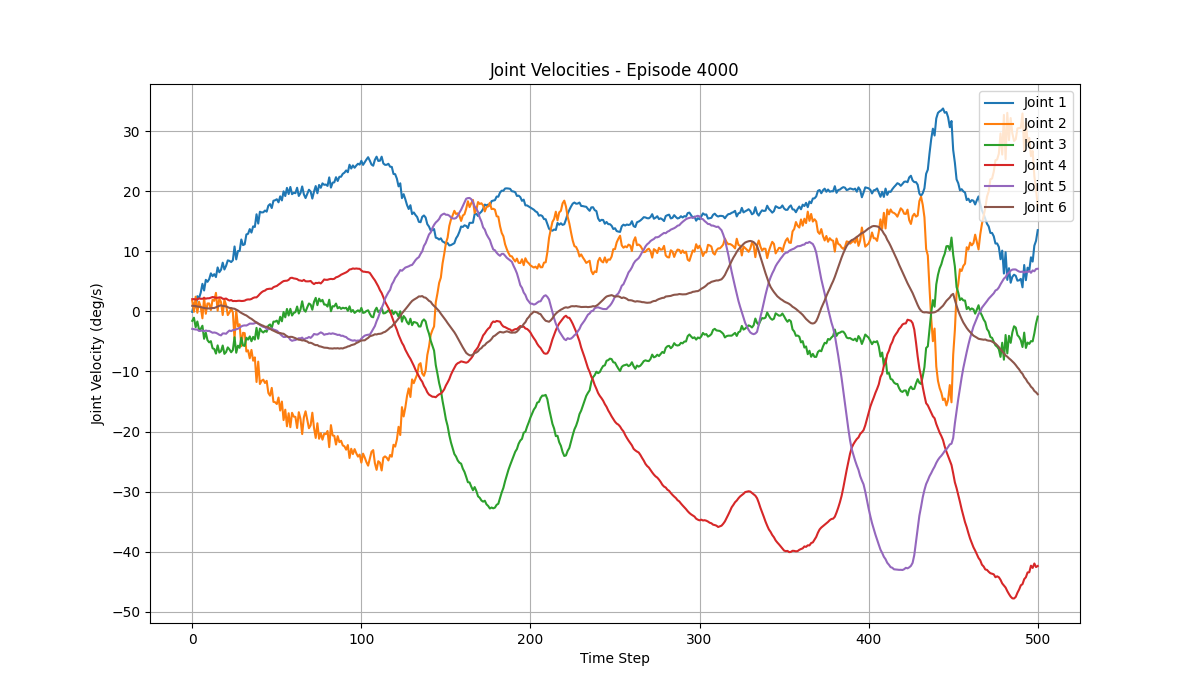 Joint Velocities - Episode 4000
Joint Velocity (deg/s)
30
20
10
0
−10
−20
−30
−40
−50
Joint 1
Joint 2
Joint 3
Joint 4
Joint 5
Joint 6
0 100 200 300 400 500
Time Step